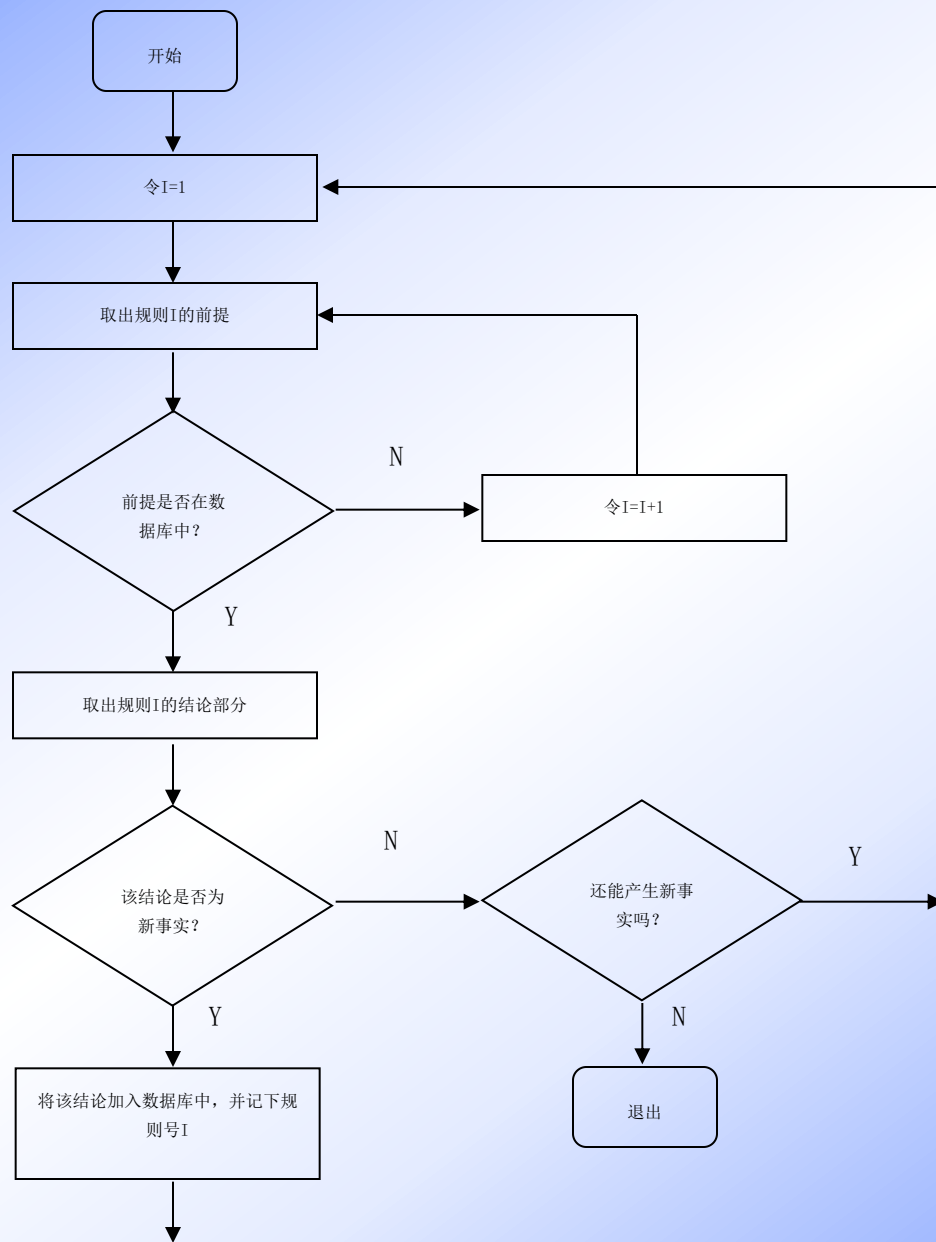 开始
令I=1
取出规则I的前提
N
前提是否在数
据库中？
令I=I+1
Y
取出规则I的结论部分
N
Y
该结论是否为
新事实？
还能产生新事
实吗？
Y
N
将该结论加入数据库中，并记下规
则号I
退出